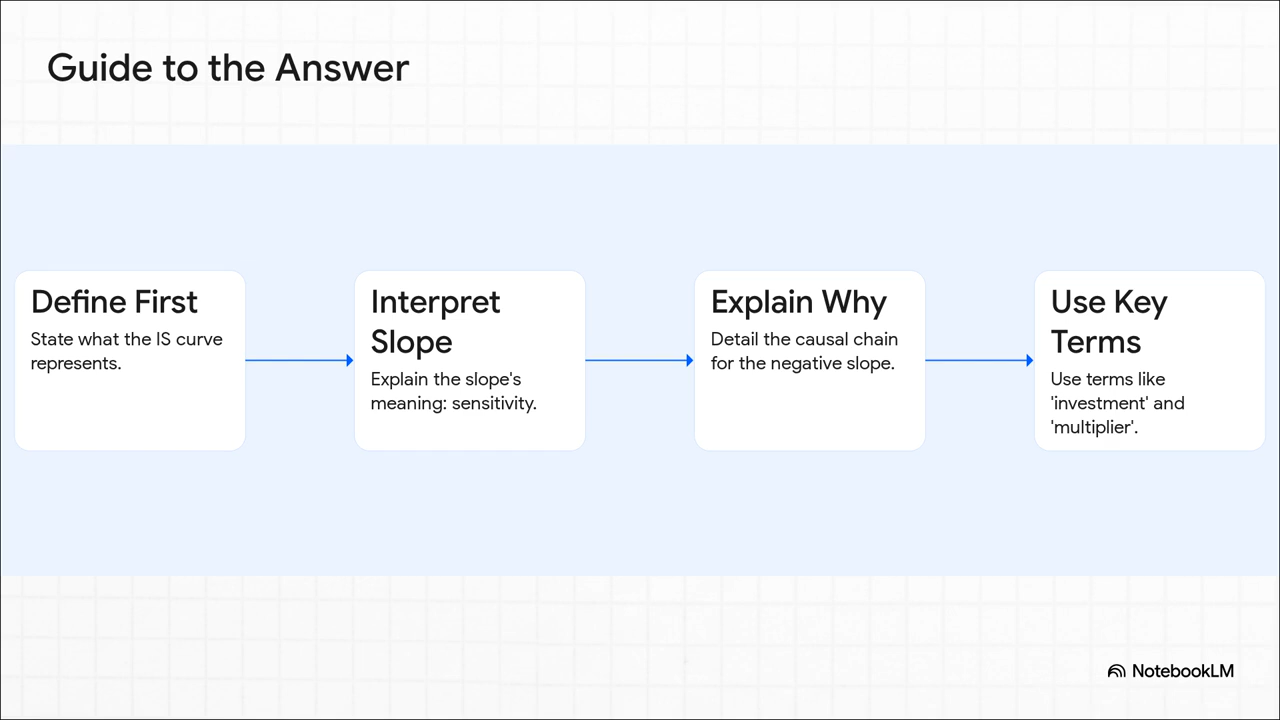 Guide to the Answer
Define First
State what the IS curve
represents.
Interpret
Slope
Explain the slope's
meaning: sensitivity.
Explain Why
Detail the causal chain
for the negative slope.
Use Key
Terms
Use terms like
'investment' and
'multiplier'.
NotebookLM